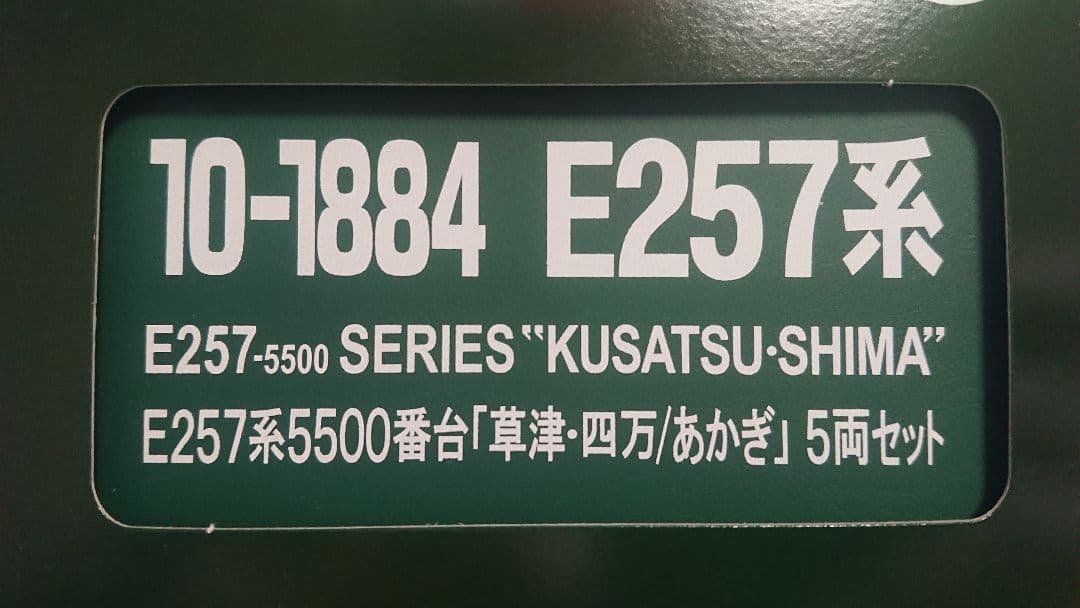 10-1884 E257系
E257-5500 SERIES “KUSATSU·SHIMA”
E257系5500番台「草津・四万/あかぎ」 5両セット